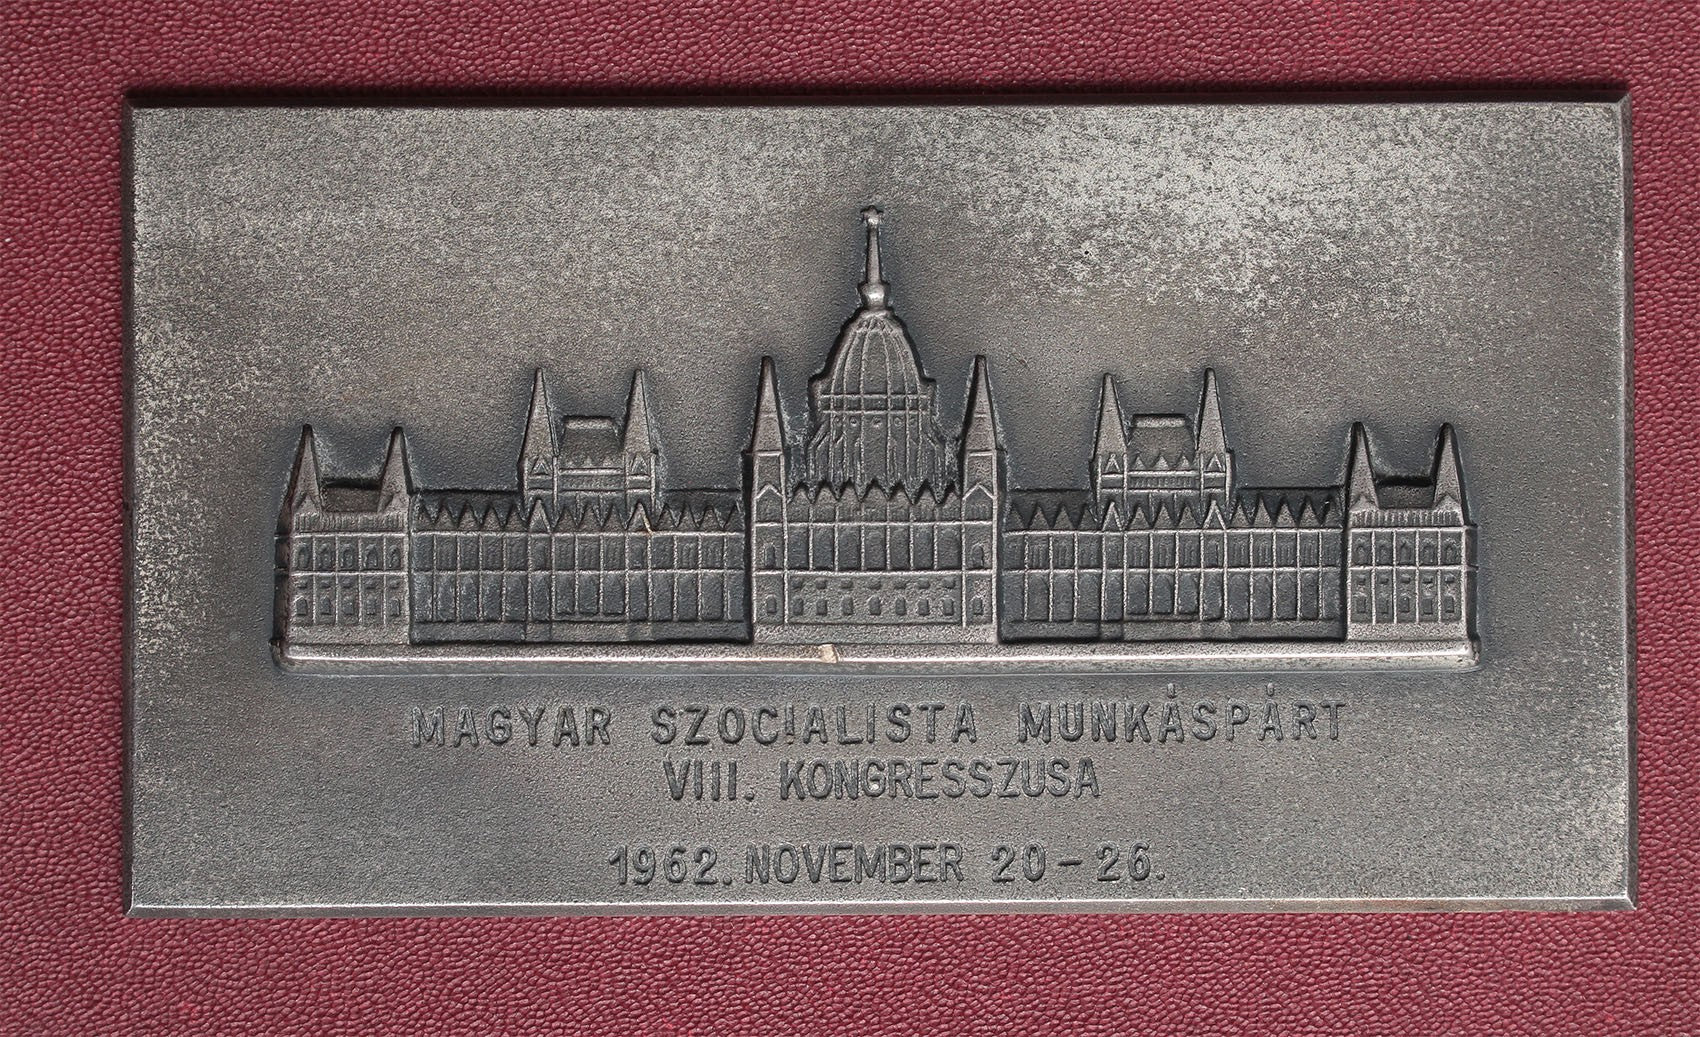 MAGYAR SZOCIALISTA MUNKÁSPÁRT
VIII. KONGRESSZUSA
1962. NOVEMBER 20 – 26.